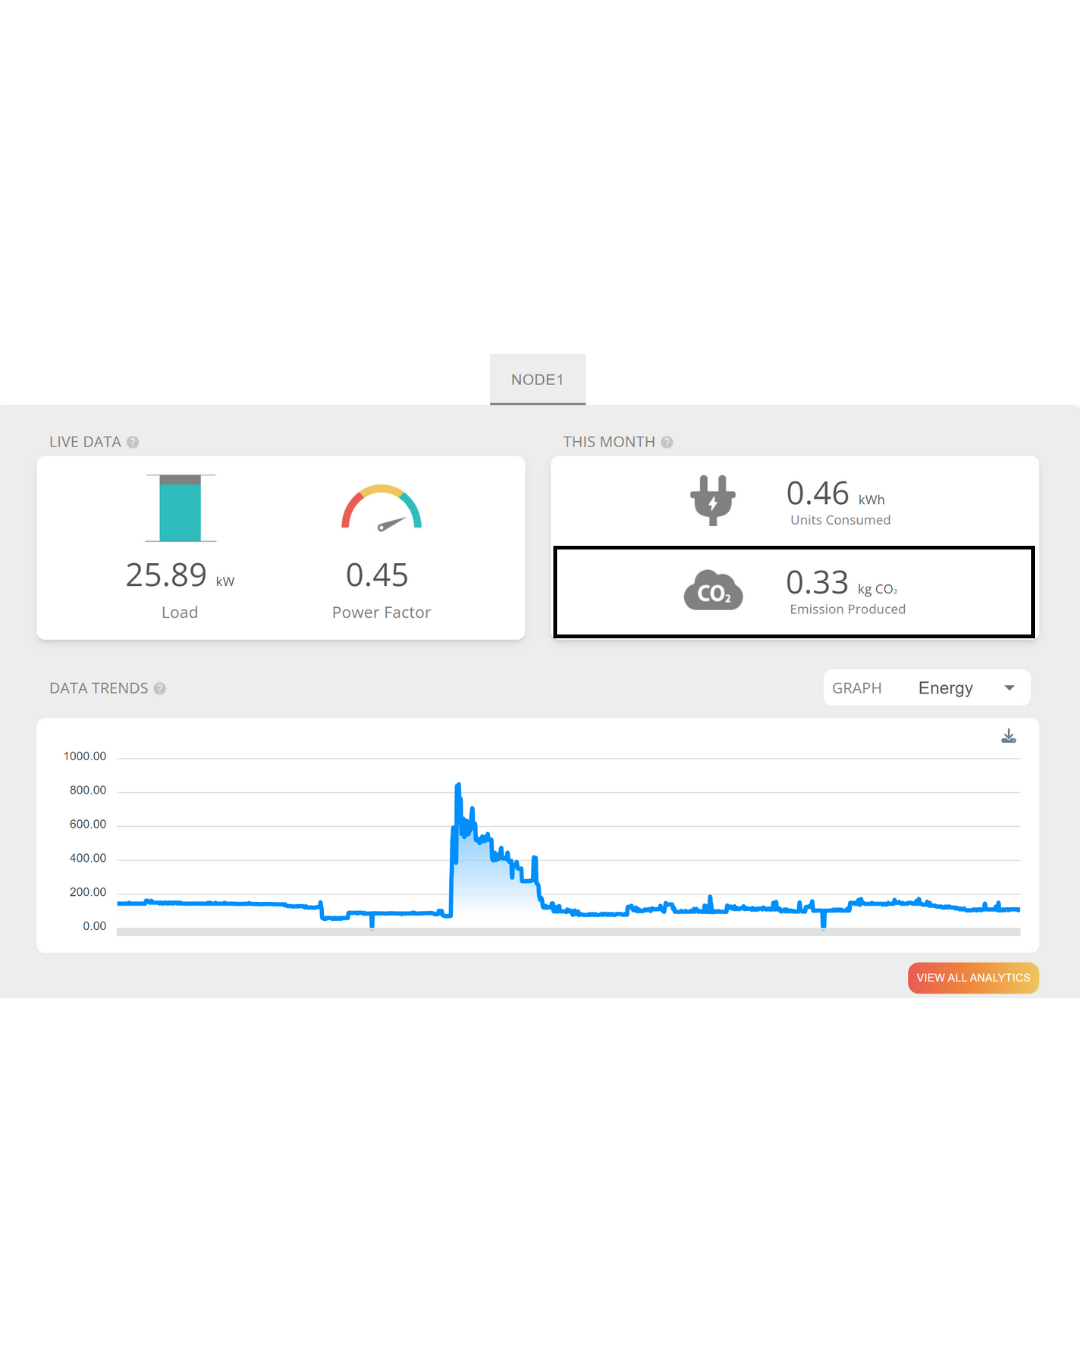 NODE1
LIVE DATA ?
THIS MONTH ?
25.89 kW
Load
0.45
Power Factor
0.46 kWh
Units Consumed
CO₂
0.33 kg CO₂
Emission Produced
DATA TRENDS ?
GRAPH Energy
1000.00
800.00
600.00
400.00
200.00
0.00
VIEW ALL ANALYTICS